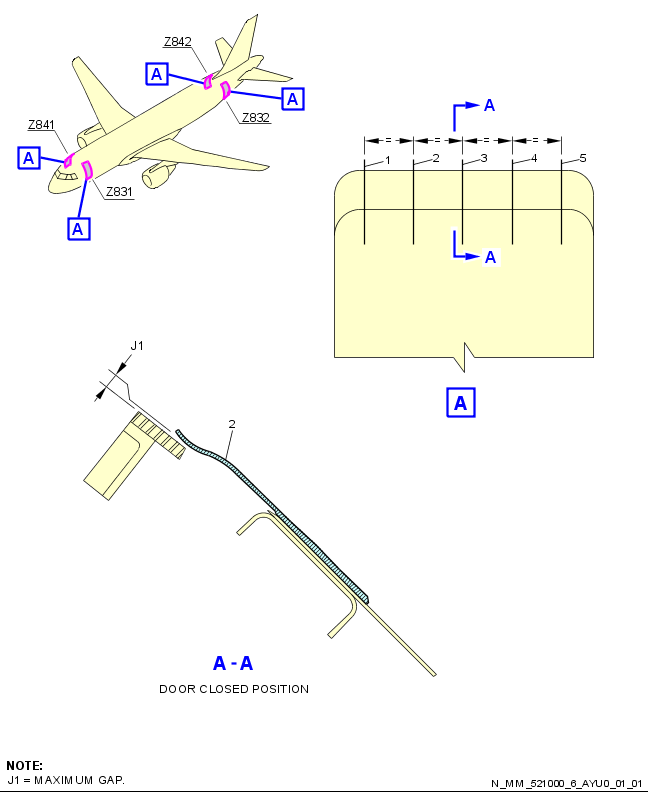 Z842
A
A
Z832
Z841
A
Z831
A
A
= = = =
1 2 3 4 5
A
A
J1
2
A - A
DOOR CLOSED POSITION
NOTE:
J1 = MAXIMUM GAP.
N_MM_521000_6_AYU0_01_01